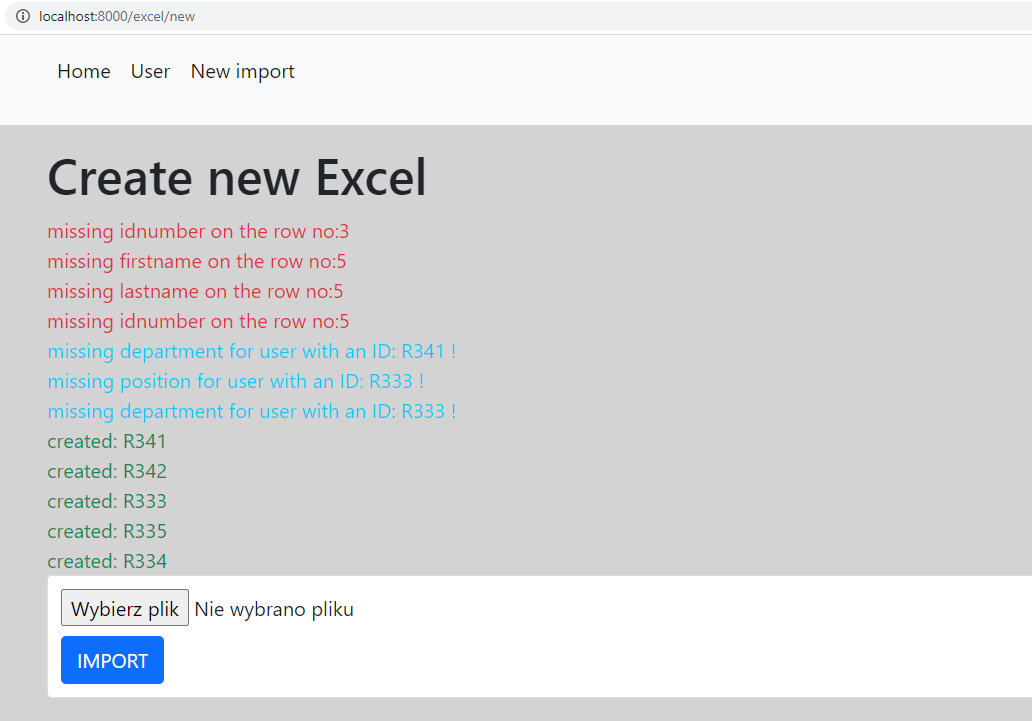 localhost:8000/excel/new
Home User New import
Create new Excel
missing idnumber on the row no:3
missing firstname on the row no:5
missing lastname on the row no:5
missing idnumber on the row no:5
missing department for user with an ID: R341 !
missing position for user with an ID: R333 !
missing department for user with an ID: R333 !
created: R341
created: R342
created: R333
created: R335
created: R334
Wybierz plik Nie wybrano pliku
IMPORT